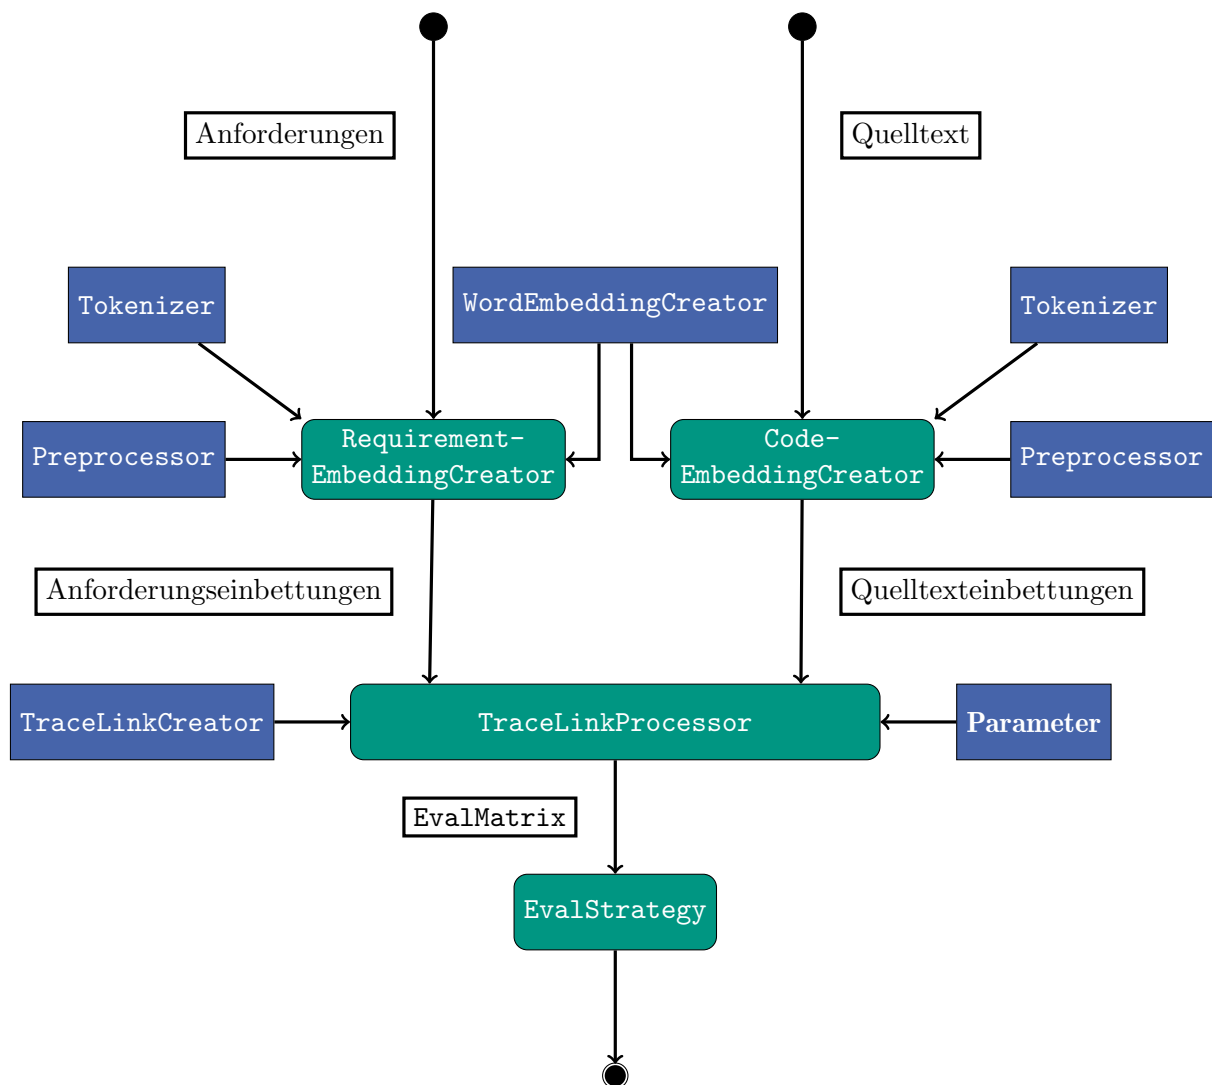 Anforderungen
Quelltext
Tokenizer
WordEmbeddingCreator
Tokenizer
Preprocessor
Requirement-
EmbeddingCreator
Code-
EmbeddingCreator
Preprocessor
Anforderungseinbettungen
Quelltexteinbettungen
TraceLinkCreator
TraceLinkProcessor
Parameter
EvalMatrix
EvalStrategy